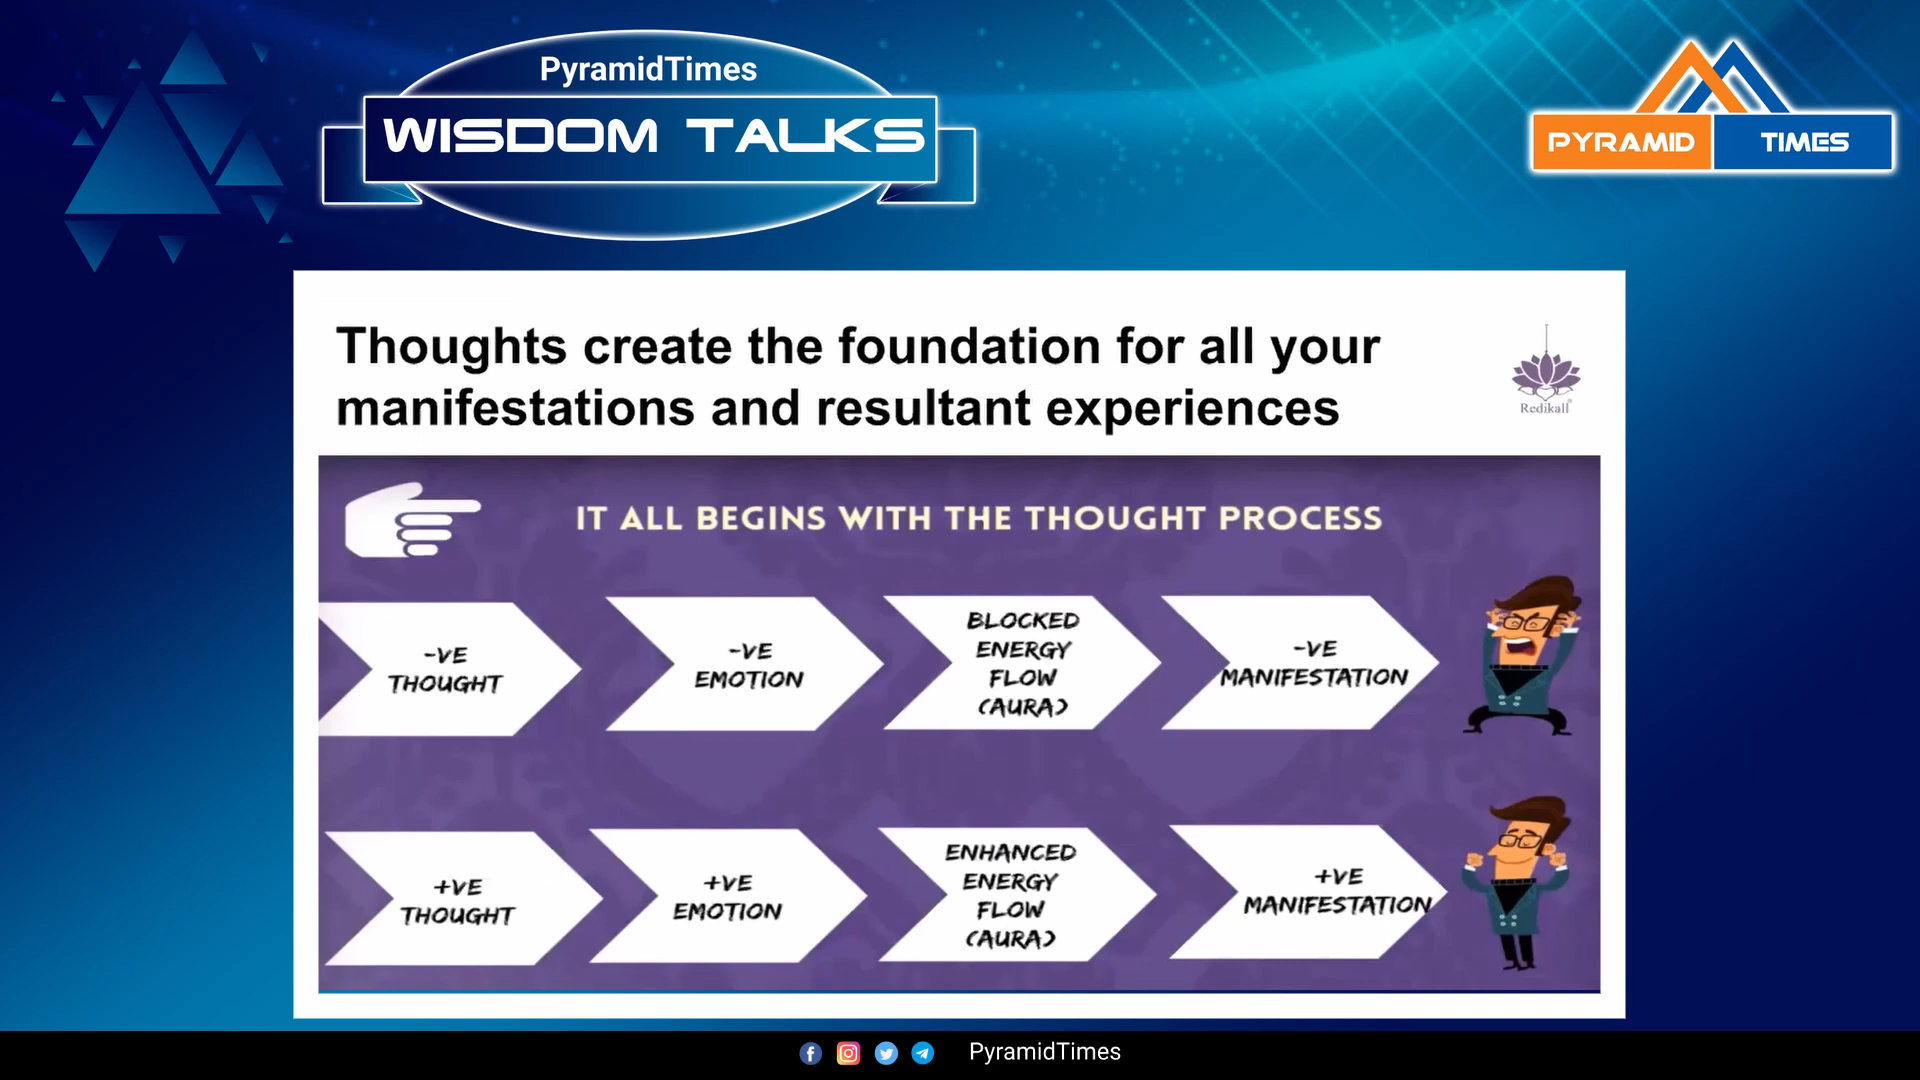 PyramidTimes
WISDOM TALKS
PYRAMID TIMES
Thoughts create the foundation for all your
manifestations and resultant experiences
Redikall
IT ALL BEGINS WITH THE THOUGHT PROCESS
-VE
THOUGHT
-VE
EMOTION
BLOCKED
ENERGY
FLOW
(AURA)
-VE
MANIFESTATION
+VE
THOUGHT
+VE
EMOTION
ENHANCED
ENERGY
FLOW
(AURA)
+VE
MANIFESTATION
PyramidTimes